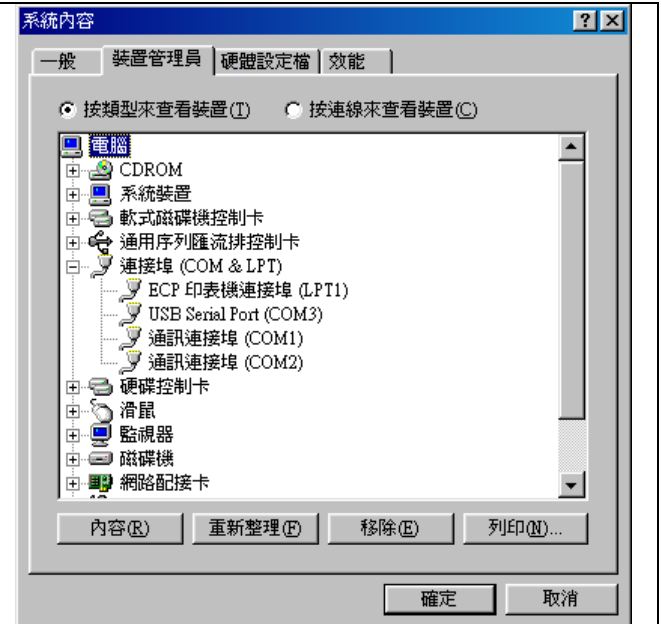 系統內容
一般 裝置管理員 硬體設定檔 效能
按類型來查看裝置(T) 按連線來查看裝置(C)
電腦
CDROM
系統裝置
軟式磁碟機控制卡
通用序列匯流排控制卡
連接埠 (COM & LPT)
ECP 印表機連接埠 (LPT1)
USB Serial Port (COM3)
通訊連接埠 (COM1)
通訊連接埠 (COM2)
硬碟控制卡
滑鼠
監視器
磁碟機
網路配接卡
內容(R) 重新整理(F) 移除(E) 列印(N)...
確定 取消